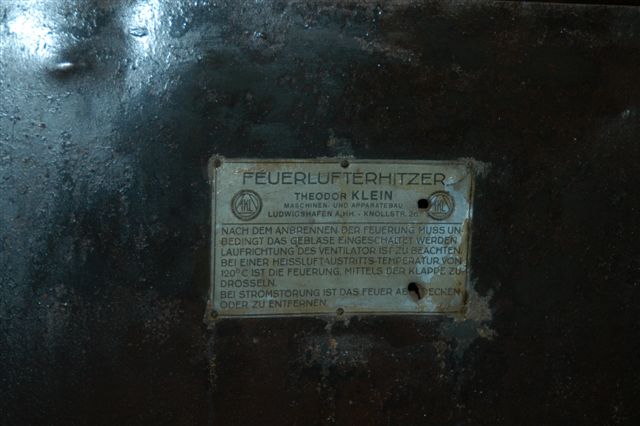 FEUERLUFTERHITZER
THEODOR KLEIN
MASCHINEN- UND APPARATEBAU
LUDWIGSHAFEN A.RH. - KNOLLSTR. 26
NACH DEM ANBRENNEN DER FEUERUNG MUSS UN-
BEDINGT DAS GEBLÄSE EINGESCHALTET WERDEN.
LAUFRICHTUNG DES VENTILATOR IST ZU BEACHTEN.
BEI EINER HEISSLUFTAUSTRITTS-TEMPERATUR VON
120°C IST DIE FEUERUNG, MITTELS DER KLAPPE ZU
DROSSELN.
BEI STROMSTÖRUNG IST DAS FEUER ABDECKEN
ODER ZU ENTFERNEN.